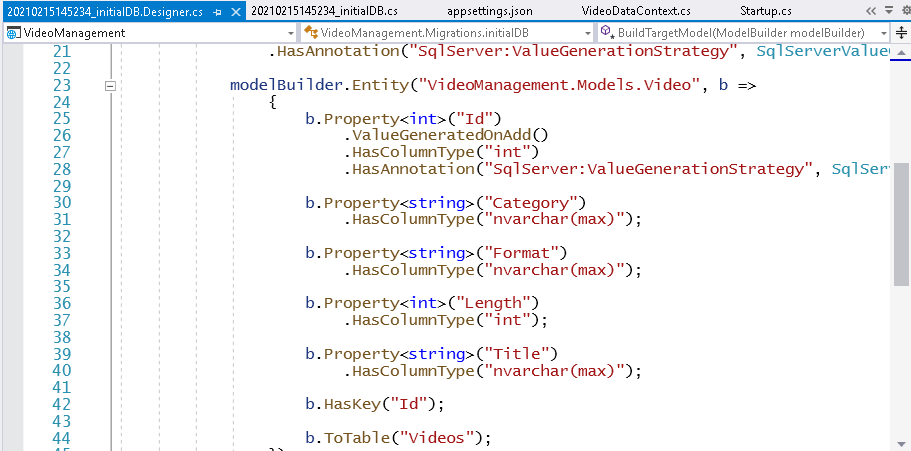 20210215145234_initialDB.Designer.cs 20210215145234_initialDB.cs appsettings.json VideoDataContext.cs Startup.cs
VideoManagement VideoManagement.Migrations.initialDB BuildTargetModel(ModelBuilder modelBuilder)
21 .HasAnnotation("SqlServer:ValueGenerationStrategy", SqlServerValueG
22
23 modelBuilder.Entity("VideoManagement.Models.Video", b =>
24 {
25 b.Property<int>("Id")
26 .ValueGeneratedOnAdd()
27 .HasColumnType("int")
28 .HasAnnotation("SqlServer:ValueGenerationStrategy", SqlServ
29
30 b.Property<string>("Category")
31 .HasColumnType("nvarchar(max)");
32
33 b.Property<string>("Format")
34 .HasColumnType("nvarchar(max)");
35
36 b.Property<int>("Length")
37 .HasColumnType("int");
38
39 b.Property<string>("Title")
40 .HasColumnType("nvarchar(max)");
41
42 b.HasKey("Id");
43
44 b.ToTable("Videos");